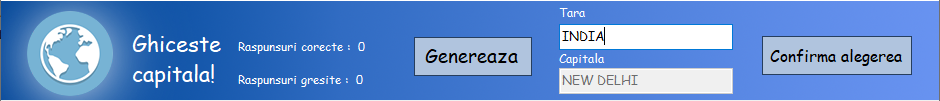 Ghiceste
capitala!
Raspunsuri corecte : 0
Raspunsuri gresite : 0
Genereaza
Tara
INDIA
Capitala
NEW DELHI
Confirma alegerea